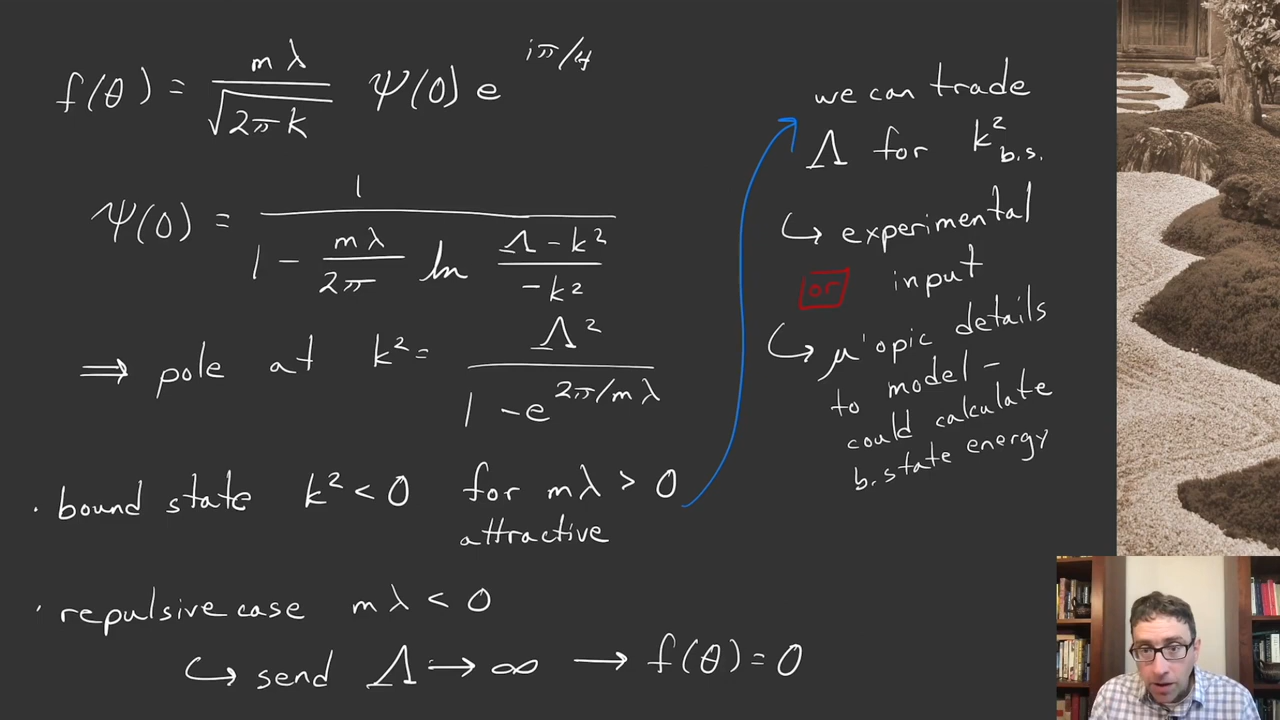 f(θ) = mλ/√2πk ψ(0) e^iπ/4
ψ(0) = 1/(1 - mλ/2π ln (Λ - k²)/(-k²))
⇒ pole at k² = Λ²/(1 - e^2π/mλ)
· bound state k² < 0 for mλ > 0
attractive
· repulsive case mλ < 0
↪ send Λ → ∞ → f(θ) = 0
we can trade
Λ for k²b.s.
↪ experimental
or input
↪ μ'opic details
to model -
could calculate
b. state energy